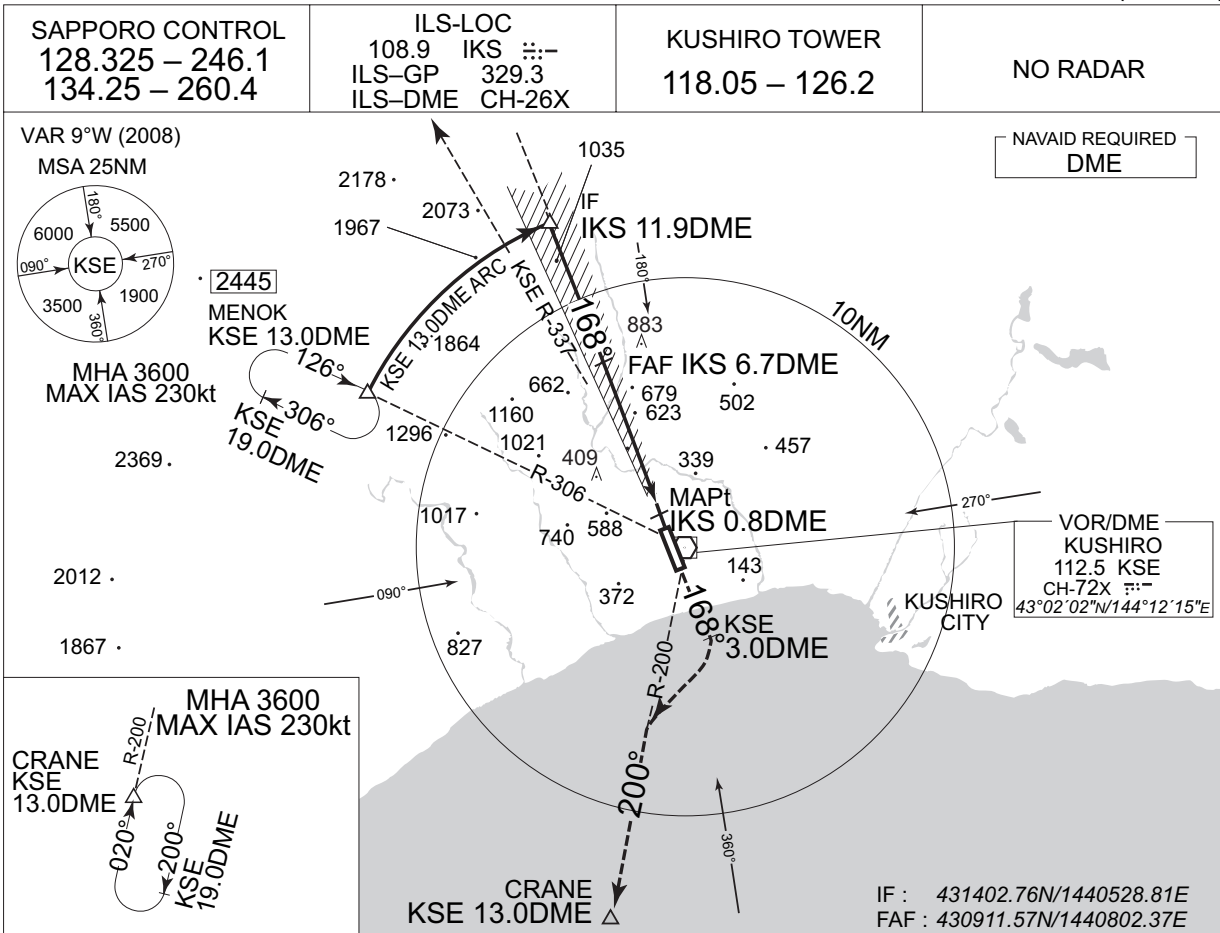 SAPPORO CONTROL
128.325 – 246.1
134.25 – 260.4
ILS-LOC
108.9 IKS
ILS–GP 329.3
ILS–DME CH-26X
KUSHIRO TOWER
118.05 – 126.2
NO RADAR
VAR 9°W (2008)
MSA 25NM
180°
6000
5500
090°
KSE
270°
3500
1900
360°
MHA 3600
MAX IAS 230kt
NAVAID REQUIRED
DME
1035
2178
2073
1967
IF
IKS 11.9DME
2445
MENOK
KSE 13.0DME
KSE 13.0DME ARC
KSE R-337
168°
180°
883
10NM
1864
126°
306°
KSE
19.0DME
FAF IKS 6.7DME
662
679
623
502
1160
1296
1021
409
457
339
2369
R-306
MAPt
IKS 0.8DME
270°
1017
740
588
VOR/DME
KUSHIRO
112.5 KSE
CH-72X
43°02´02"N/144°12´15"E
2012
090°
372
143
KUSHIRO
CITY
168°
KSE
3.0DME
1867
827
R-200
200°
360°
MHA 3600
MAX IAS 230kt
R-200
CRANE
KSE
13.0DME
020°
200°
KSE
19.0DME
CRANE
KSE 13.0DME
IF : 431402.76N/1440528.81E
FAF : 430911.57N/1440802.37E